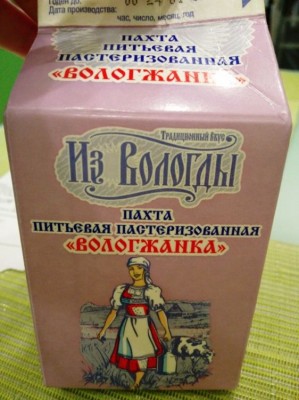 Дата производства:
час, число, месяц, год
ПАХТА
ПИТЬЕВАЯ
ПАСТЕРИЗОВАННАЯ
«ВОЛОГЖАНКА»
Традиционный вкус
Из Вологды
ПАХТА
ПИТЬЕВАЯ ПАСТЕРИЗОВАННАЯ
«ВОЛОГЖАНКА»